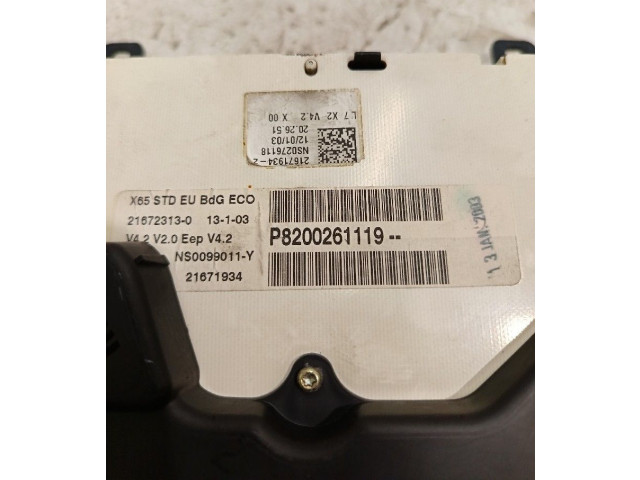 L7 X2 V4.2 X 00
20.26.51
12/01/03
NS0276118
21671934-2
X65 STD EU BdG ECO
21672313-0 13-1-03
V4.2 V2.0 Eep V4.2
NS0099011-Y
21671934
P8200261119--
13 JAN 2003